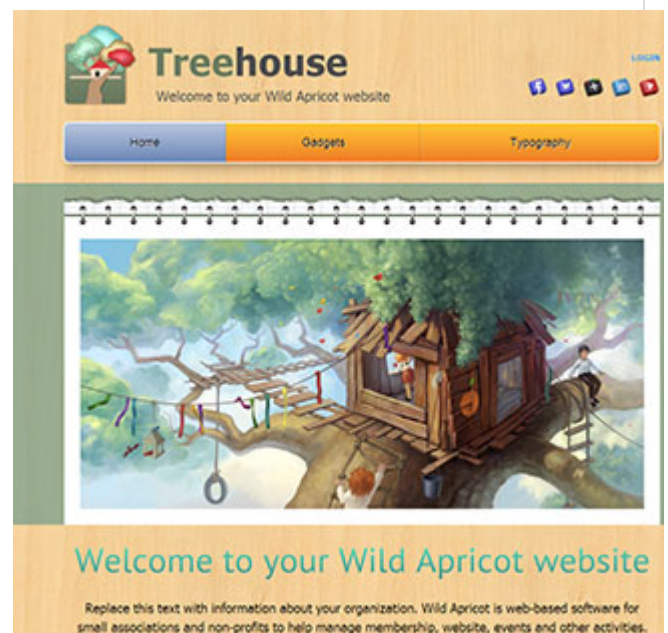 Treehouse
Welcome to your Wild Apricot website
LOGIN
Home
Gadgets
Typography
Welcome to your Wild Apricot website
Replace this text with information about your organization. Wild Apricot is web-based software for
small associations and non-profits to help manage membership, website, events and other activities.